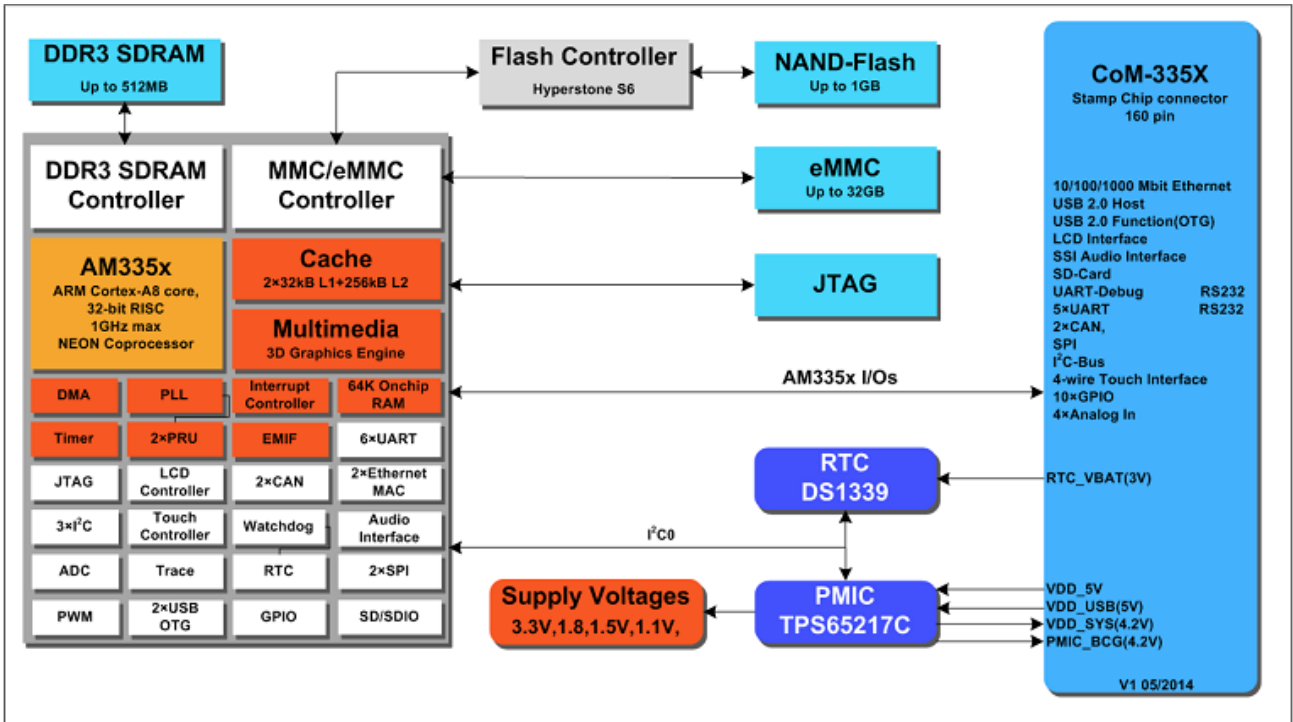 DDR3 SDRAM
Up to 512MB
Flash Controller
Hyperstone S6
NAND-Flash
Up to 1GB
DDR3 SDRAM
Controller
MMC/eMMC
Controller
eMMC
Up to 32GB
AM335x
ARM Cortex-A8 core,
32-bit RISC
1GHz max
NEON Coprocessor
Cache
2×32kB L1+256kB L2
Multimedia
3D Graphics Engine
JTAG
DMA
PLL
Interrupt
Controller
64K Onchip
RAM
Timer
2×PRU
EMIF
6×UART
JTAG
LCD
Controller
2×CAN
2×Ethernet
MAC
3×I²C
Touch
Controller
Watchdog
Audio
Interface
ADC
Trace
RTC
2×SPI
PWM
2×USB
OTG
GPIO
SD/SDIO
AM335x I/Os
RTC
DS1339
I²C0
Supply Voltages
3.3V,1.8,1.5V,1.1V,
PMIC
TPS65217C
CoM-335X
Stamp Chip connector
160 pin
10/100/1000 Mbit Ethernet
USB 2.0 Host
USB 2.0 Function(OTG)
LCD Interface
SSI Audio Interface
SD-Card
UART-Debug RS232
5×UART RS232
2×CAN,
SPI
I²C-Bus
4-wire Touch Interface
10×GPIO
4×Analog In
RTC_VBAT(3V)
VDD_5V
VDD_USB(5V)
VDD_SYS(4.2V)
PMIC_BCG(4.2V)
V1 05/2014